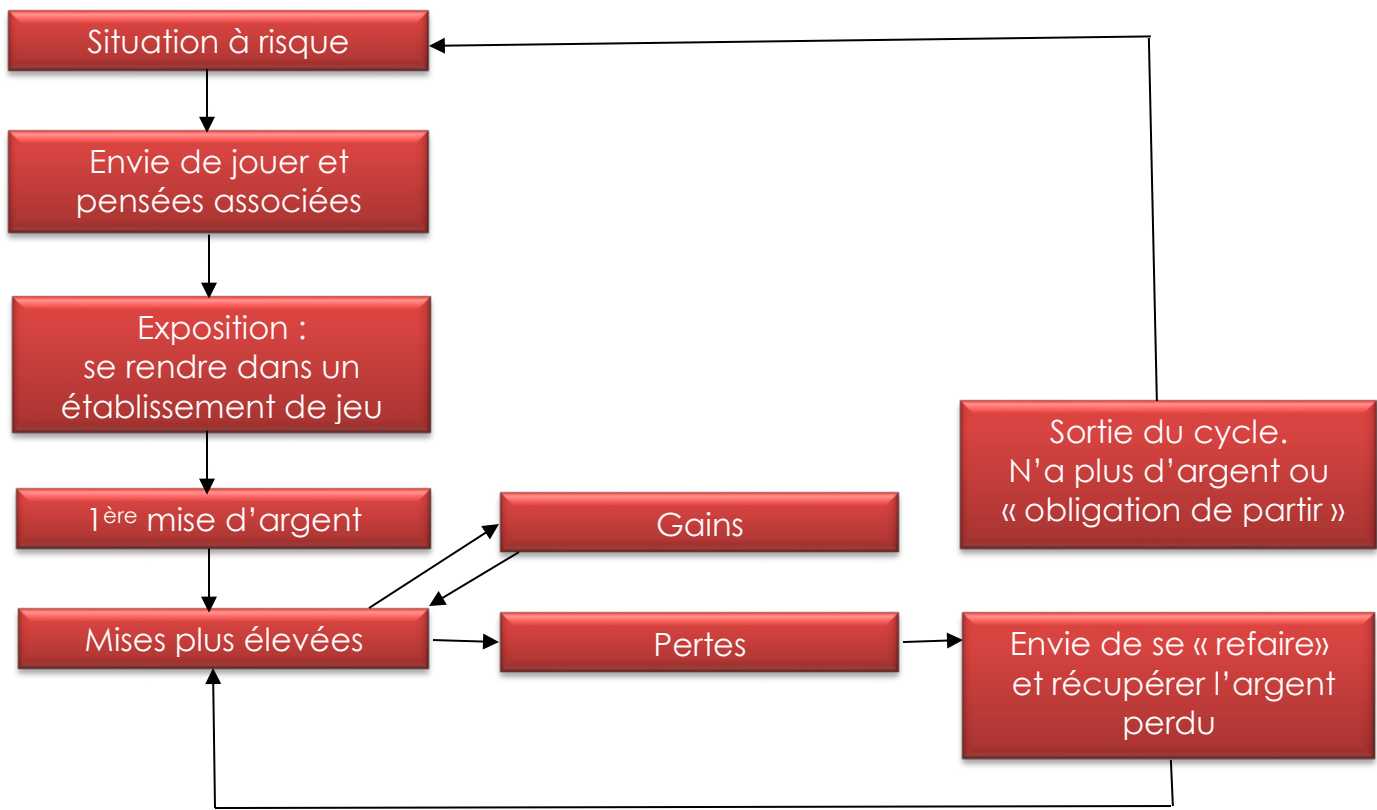 Situation à risque
Envie de jouer et
pensées associées
Exposition :
se rendre dans un
établissement de jeu
1ère mise d’argent
Mises plus élevées
Gains
Pertes
Sortie du cycle.
N’a plus d’argent ou
« obligation de partir »
Envie de se « refaire»
et récupérer l’argent
perdu